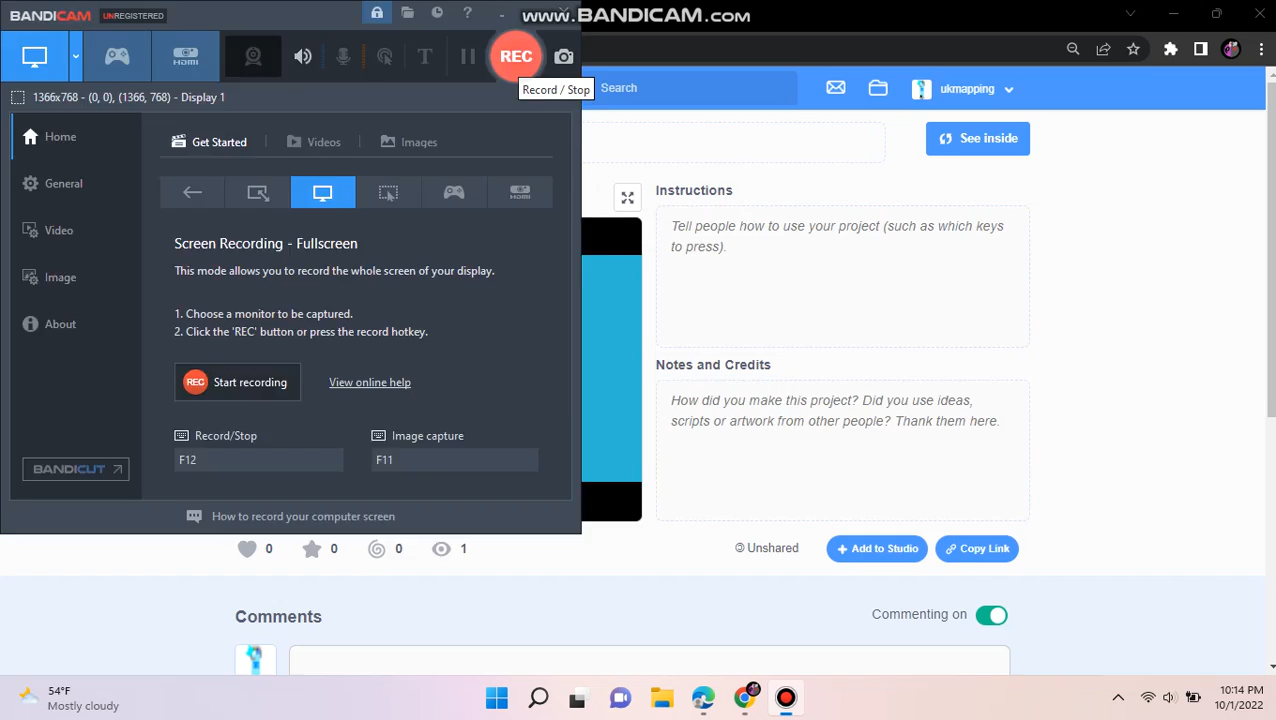 BANDICAM UNREGISTERED
www.BANDICAM.com
HDMI
T
REC
Record / Stop
1366x768 - (0, 0), (1366, 768) - Display 1
Search
ukmapping
Home
General
Video
Image
About
Get Started
Videos
Images
HDMI
See inside
Screen Recording - Fullscreen
This mode allows you to record the whole screen of your display.
1. Choose a monitor to be captured.
2. Click the 'REC' button or press the record hotkey.
REC Start recording
View online help
Record/Stop
Image capture
F12
F11
BANDICUT
How to record your computer screen
Instructions
Tell people how to use your project (such as which keys
to press).
Notes and Credits
How did you make this project? Did you use ideas,
scripts or artwork from other people? Thank them here.
0
0
0
1
Unshared
Add to Studio
Copy Link
Comments
Commenting on
54°F
Mostly cloudy
10:14 PM
10/1/2022